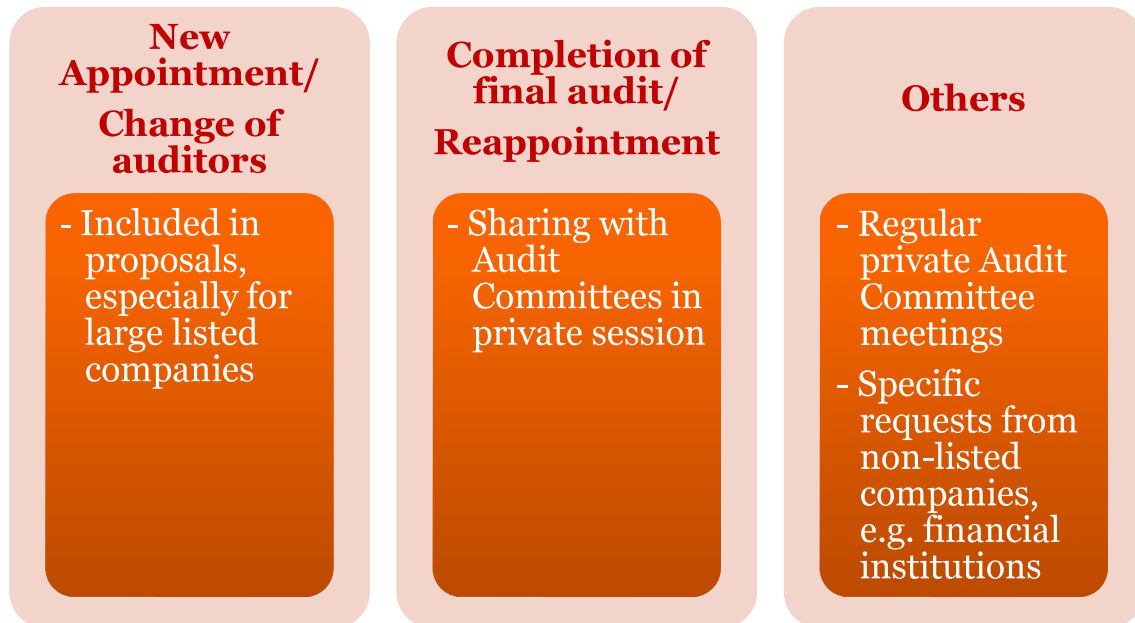 New
Appointment/
Change of
auditors
- Included in
proposals,
especially for
large listed
companies
Completion of
final audit/
Reappointment
- Sharing with
Audit
Committees in
private session
Others
- Regular
private Audit
Committee
meetings
- Specific
requests from
non-listed
companies,
e.g. financial
institutions